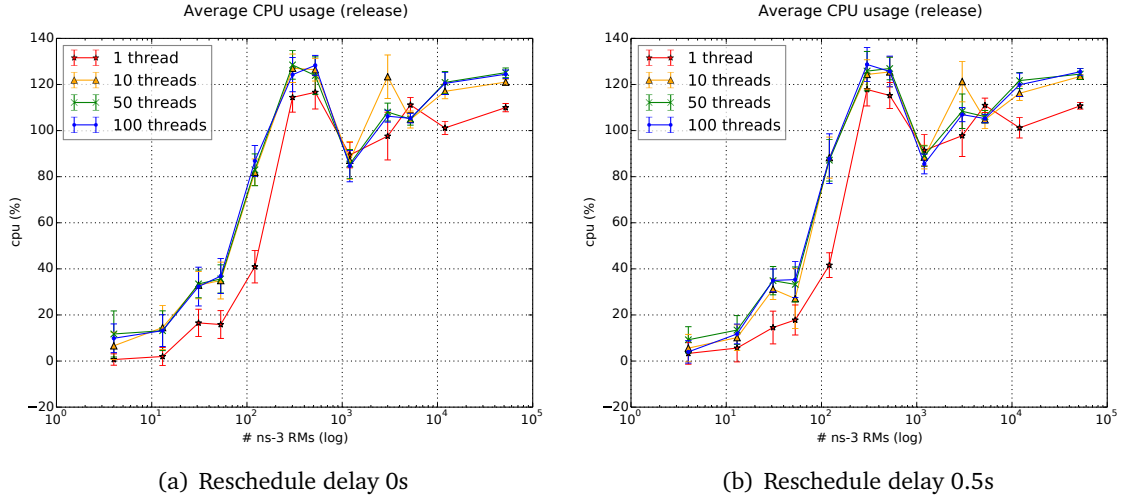 Average CPU usage (release)
140
120
100
80
60
40
20
0
−20
cpu (%)
1 thread
10 threads
50 threads
100 threads
10^0 10^1 10^2 10^3 10^4 10^5
# ns-3 RMs (log)
(a) Reschedule delay 0s
Average CPU usage (release)
140
120
100
80
60
40
20
0
−20
cpu (%)
1 thread
10 threads
50 threads
100 threads
10^0 10^1 10^2 10^3 10^4 10^5
# ns-3 RMs (log)
(b) Reschedule delay 0.5s